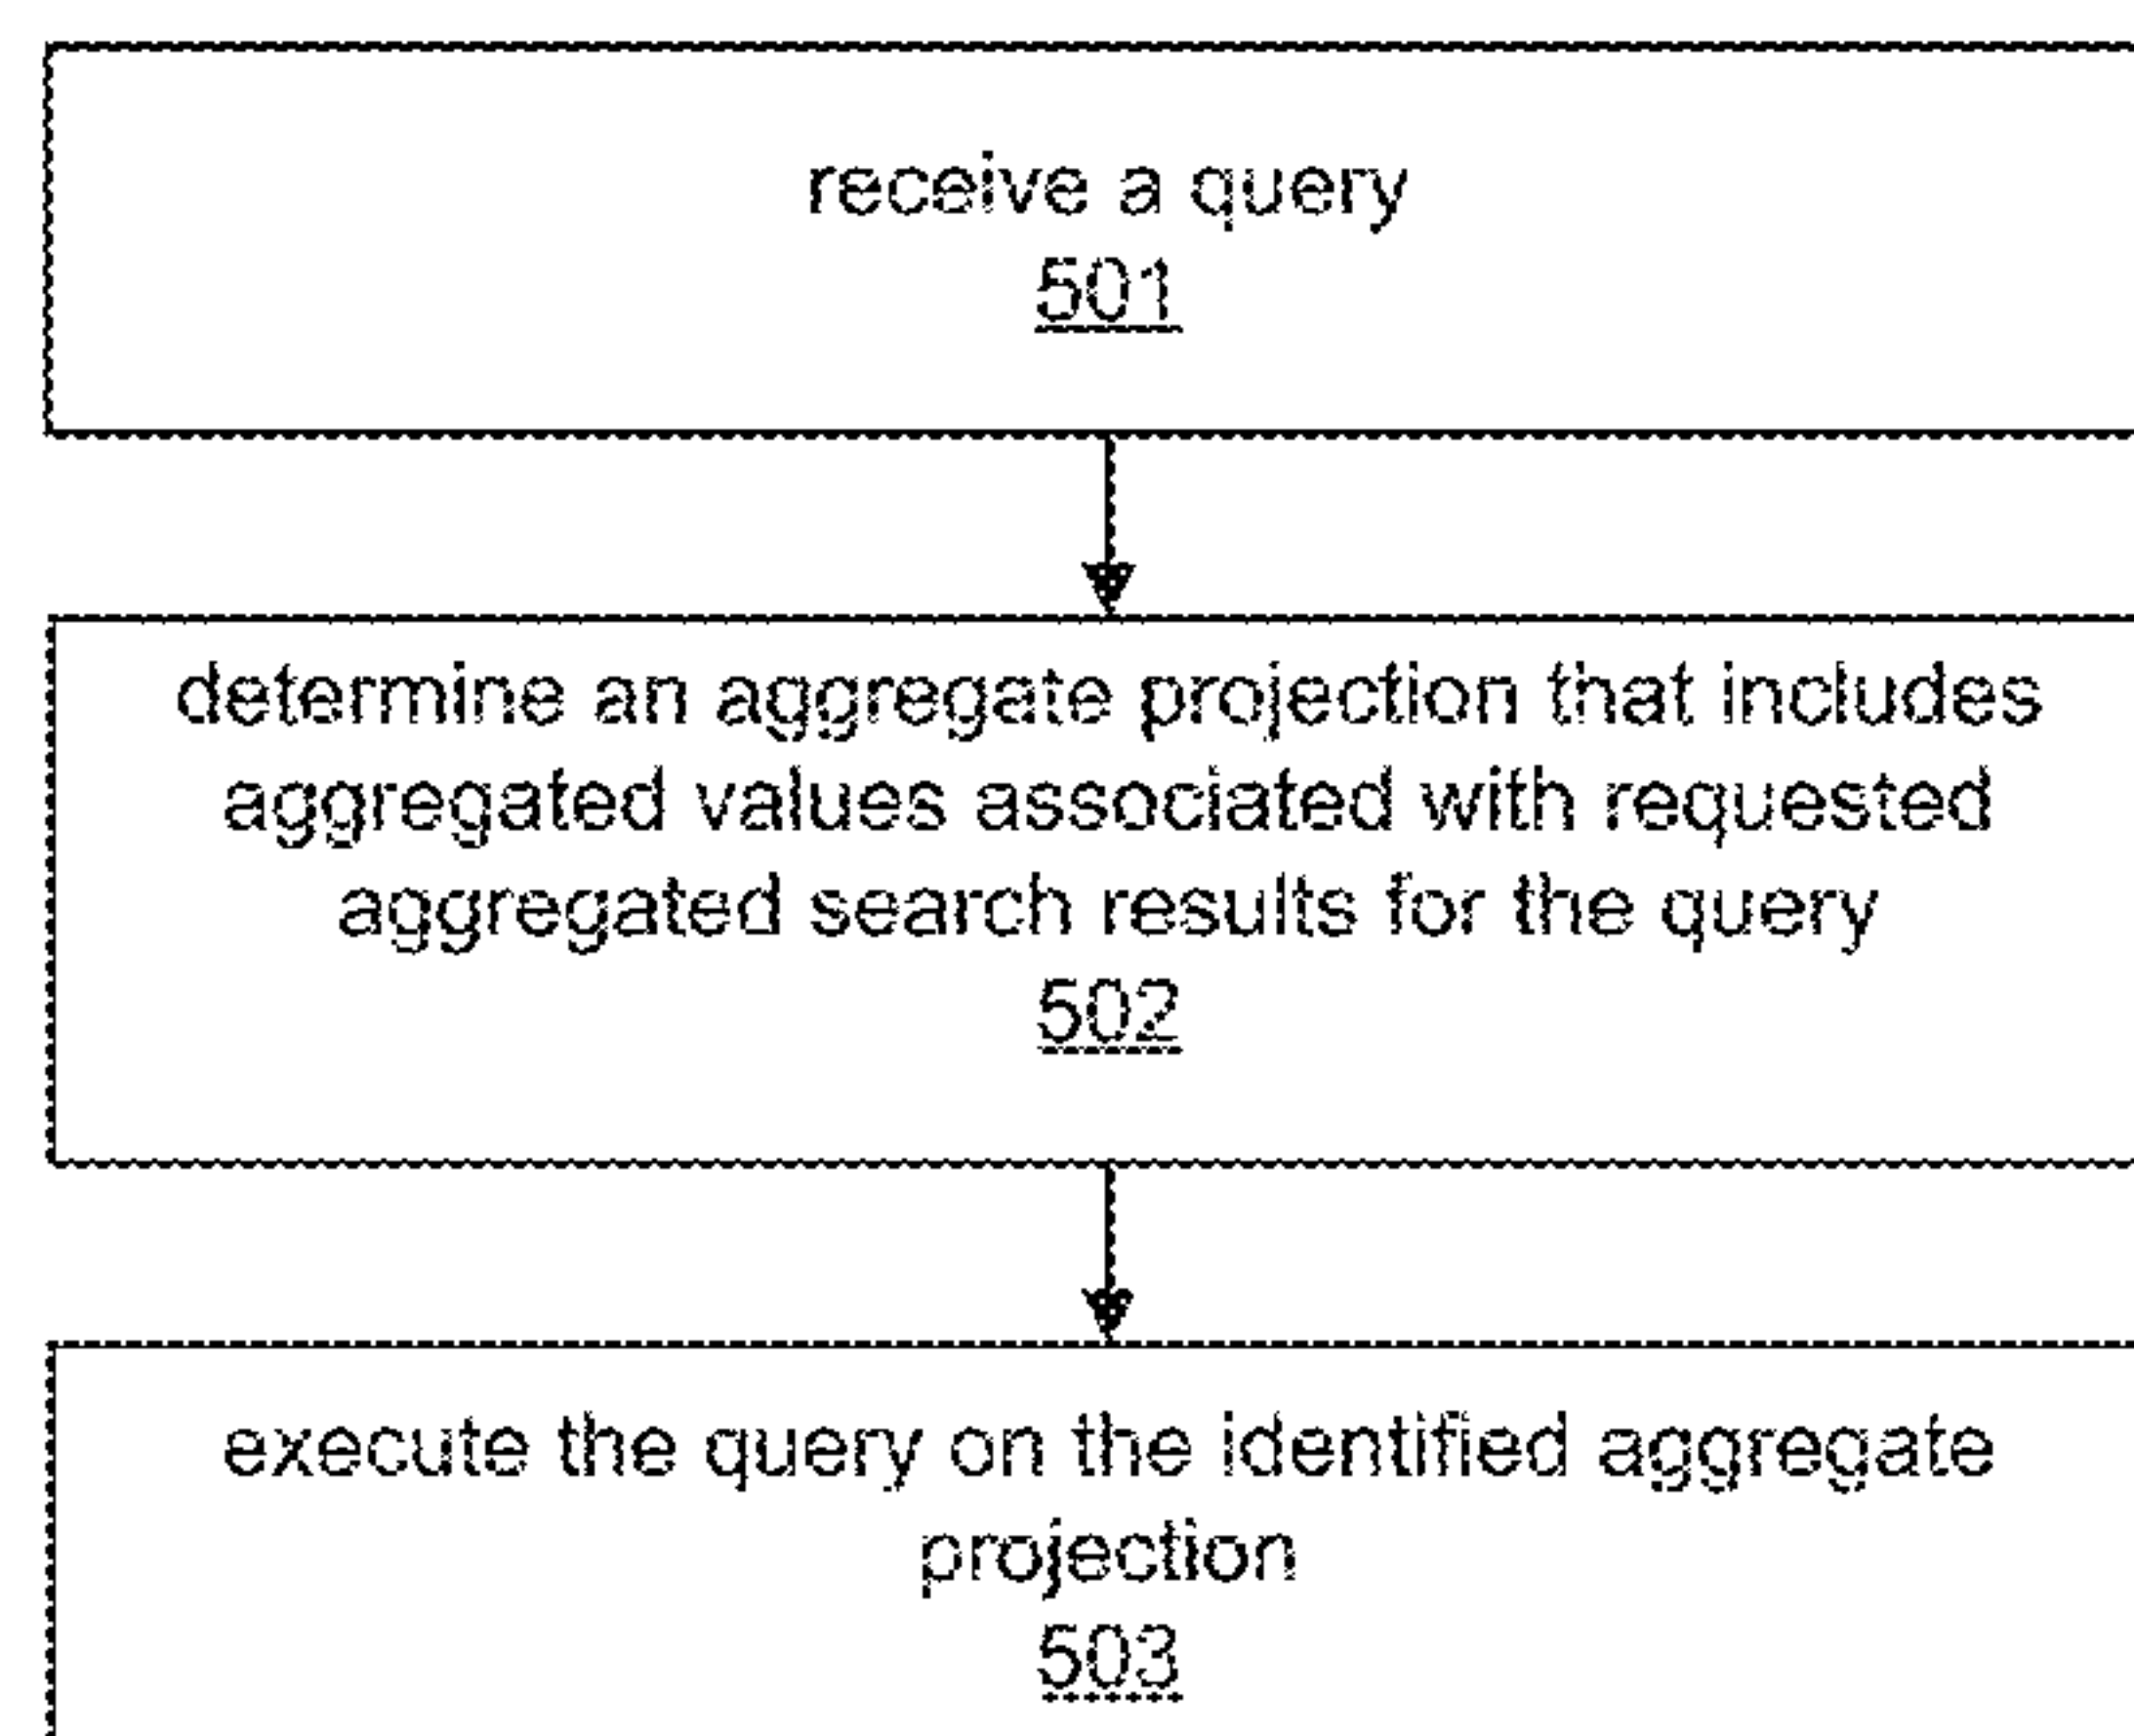 receive a query
501
determine an aggregate projection that includes
aggregated values associated with requested
aggregated search results for the query
502
execute the query on the identified aggregate
projection
503